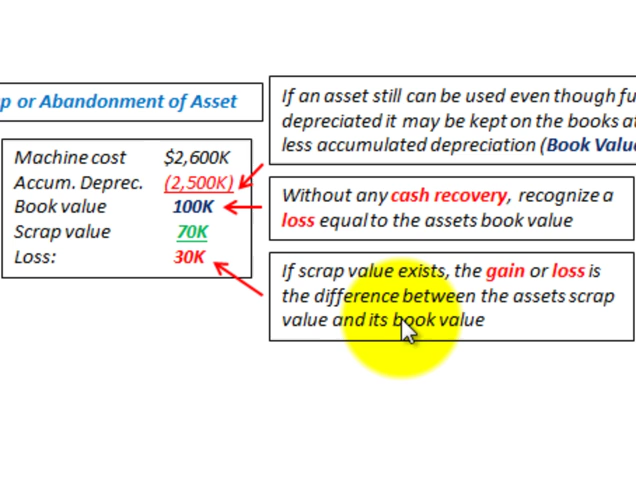 p or Abandonment of Asset
Machine cost $2,600K
Accum. Deprec. (2,500K)
Book value 100K
Scrap value 70K
Loss: 30K
If an asset still can be used even though fu
depreciated it may be kept on the books at
less accumulated depreciation (Book Value
Without any cash recovery, recognize a
loss equal to the assets book value
If scrap value exists, the gain or loss is
the difference between the assets scrap
value and its book value